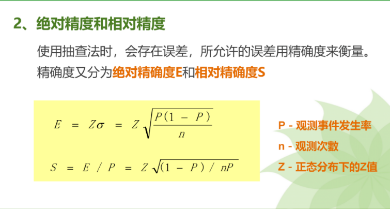 2、绝对精度和相对精度
使用抽查法时，会存在误差，所允许的误差用精确度来衡量。
精确度又分为绝对精确度E和相对精确度S
E = Zσ = Z√(P(1 - P)/n)
S = E / P = Z√((1 - P) / nP)
P - 观测事件发生率
n - 观测次數
Z - 正态分布下的Z值